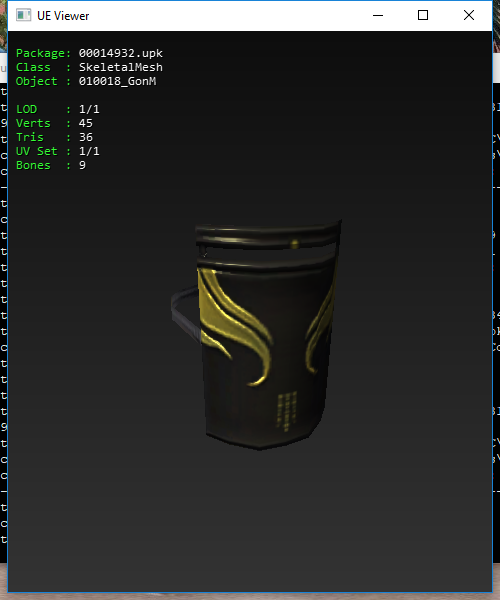 UE Viewer
Package: 00014932.upk
Class : SkeletalMesh
Object : 010018_GonM
LOD : 1/1
Verts : 45
Tris : 36
UV Set : 1/1
Bones : 9